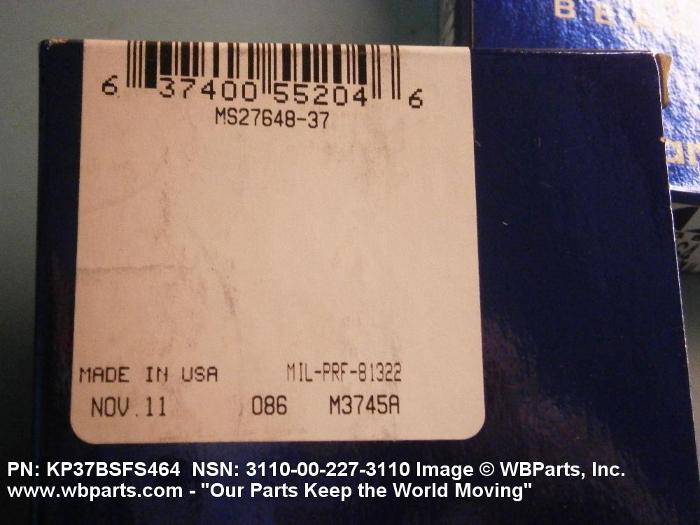 6 37400 55204 6
MS27648-37
MADE IN USA MIL-PRF-81322
NOV.11 086 M3745A
PN: KP37BSFS464 NSN: 3110-00-227-3110 Image © WBParts, Inc.
www.wbparts.com - "Our Parts Keep the World Moving"